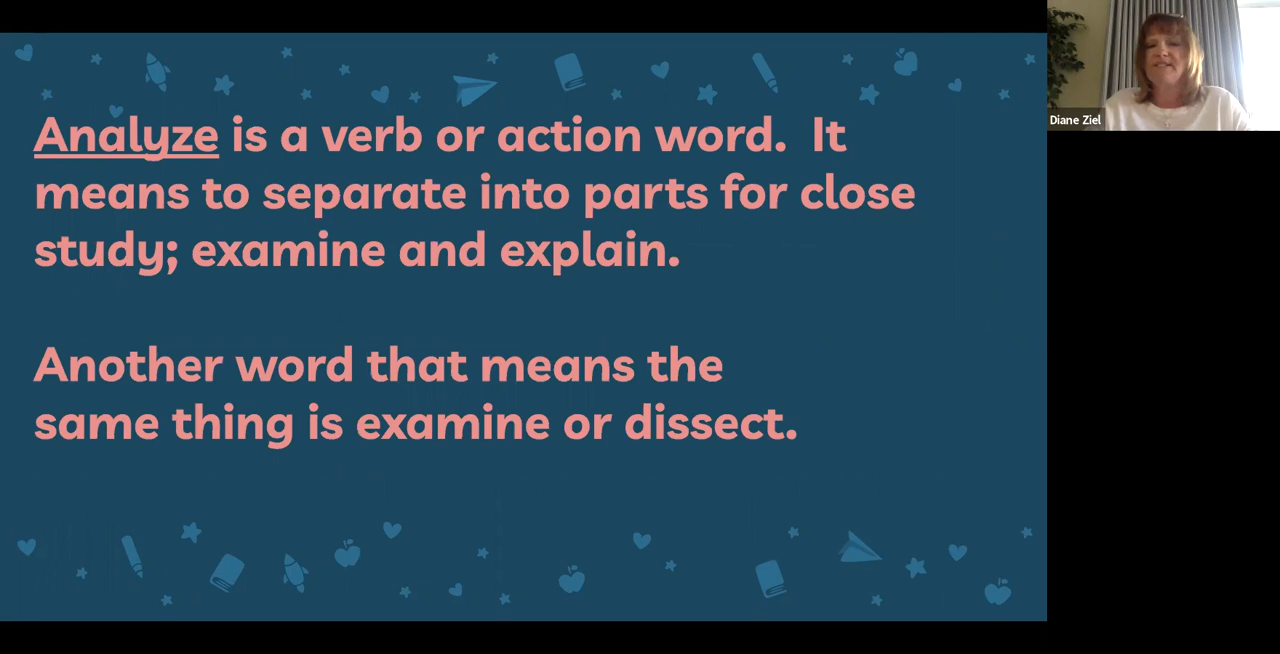 Analyze is a verb or action word.  It
means to separate into parts for close
study; examine and explain.
Another word that means the
same thing is examine or dissect.
Diane Ziel